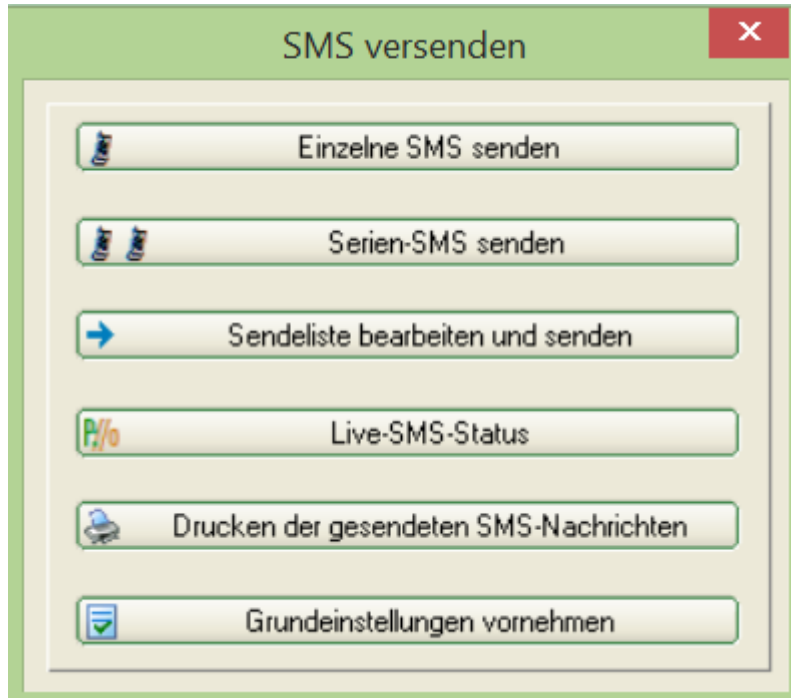 SMS versenden
Einzelne SMS senden
Serien-SMS senden
Sendeliste bearbeiten und senden
Live-SMS-Status
Drucken der gesendeten SMS-Nachrichten
Grundeinstellungen vornehmen